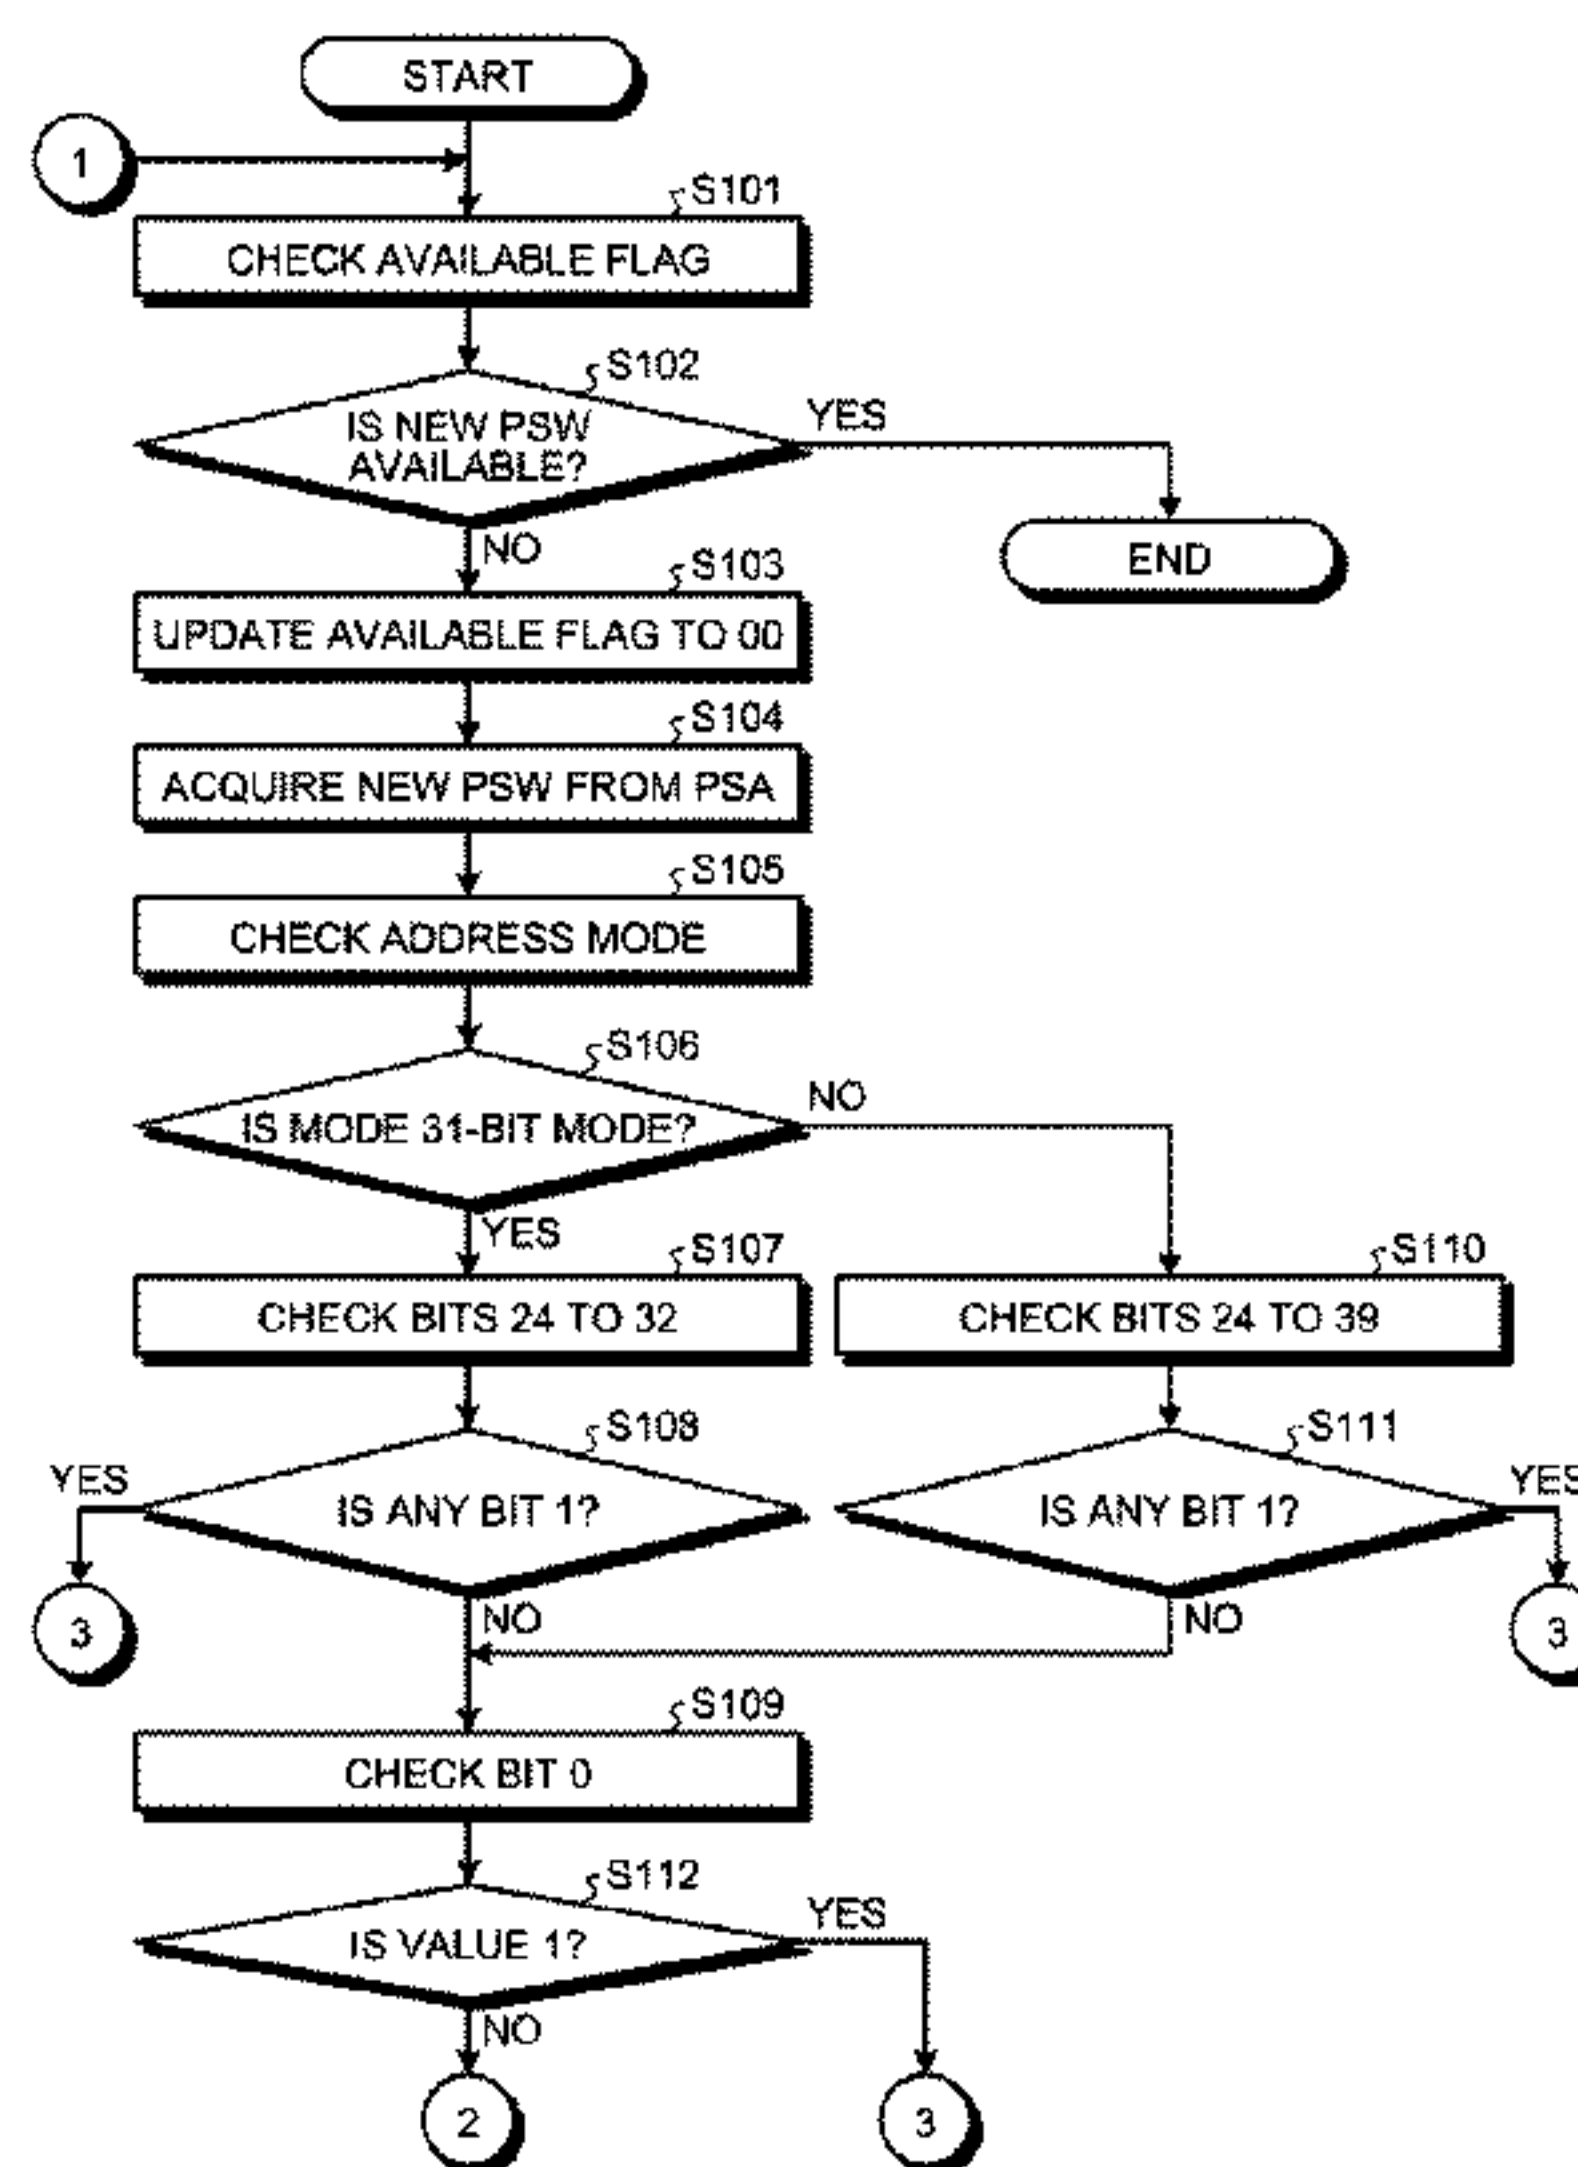 START
1
S101
CHECK AVAILABLE FLAG
S102
IS NEW PSW
AVAILABLE?
YES
NO
END
S103
UPDATE AVAILABLE FLAG TO 00
S104
ACQUIRE NEW PSW FROM PSA
S105
CHECK ADDRESS MODE
S106
IS MODE 31-BIT MODE?
NO
YES
S107
CHECK BITS 24 TO 32
S110
CHECK BITS 24 TO 39
S108
IS ANY BIT 1?
YES
3
NO
S111
IS ANY BIT 1?
YES
3
NO
S109
CHECK BIT 0
S112
IS VALUE 1?
YES
NO
2
3